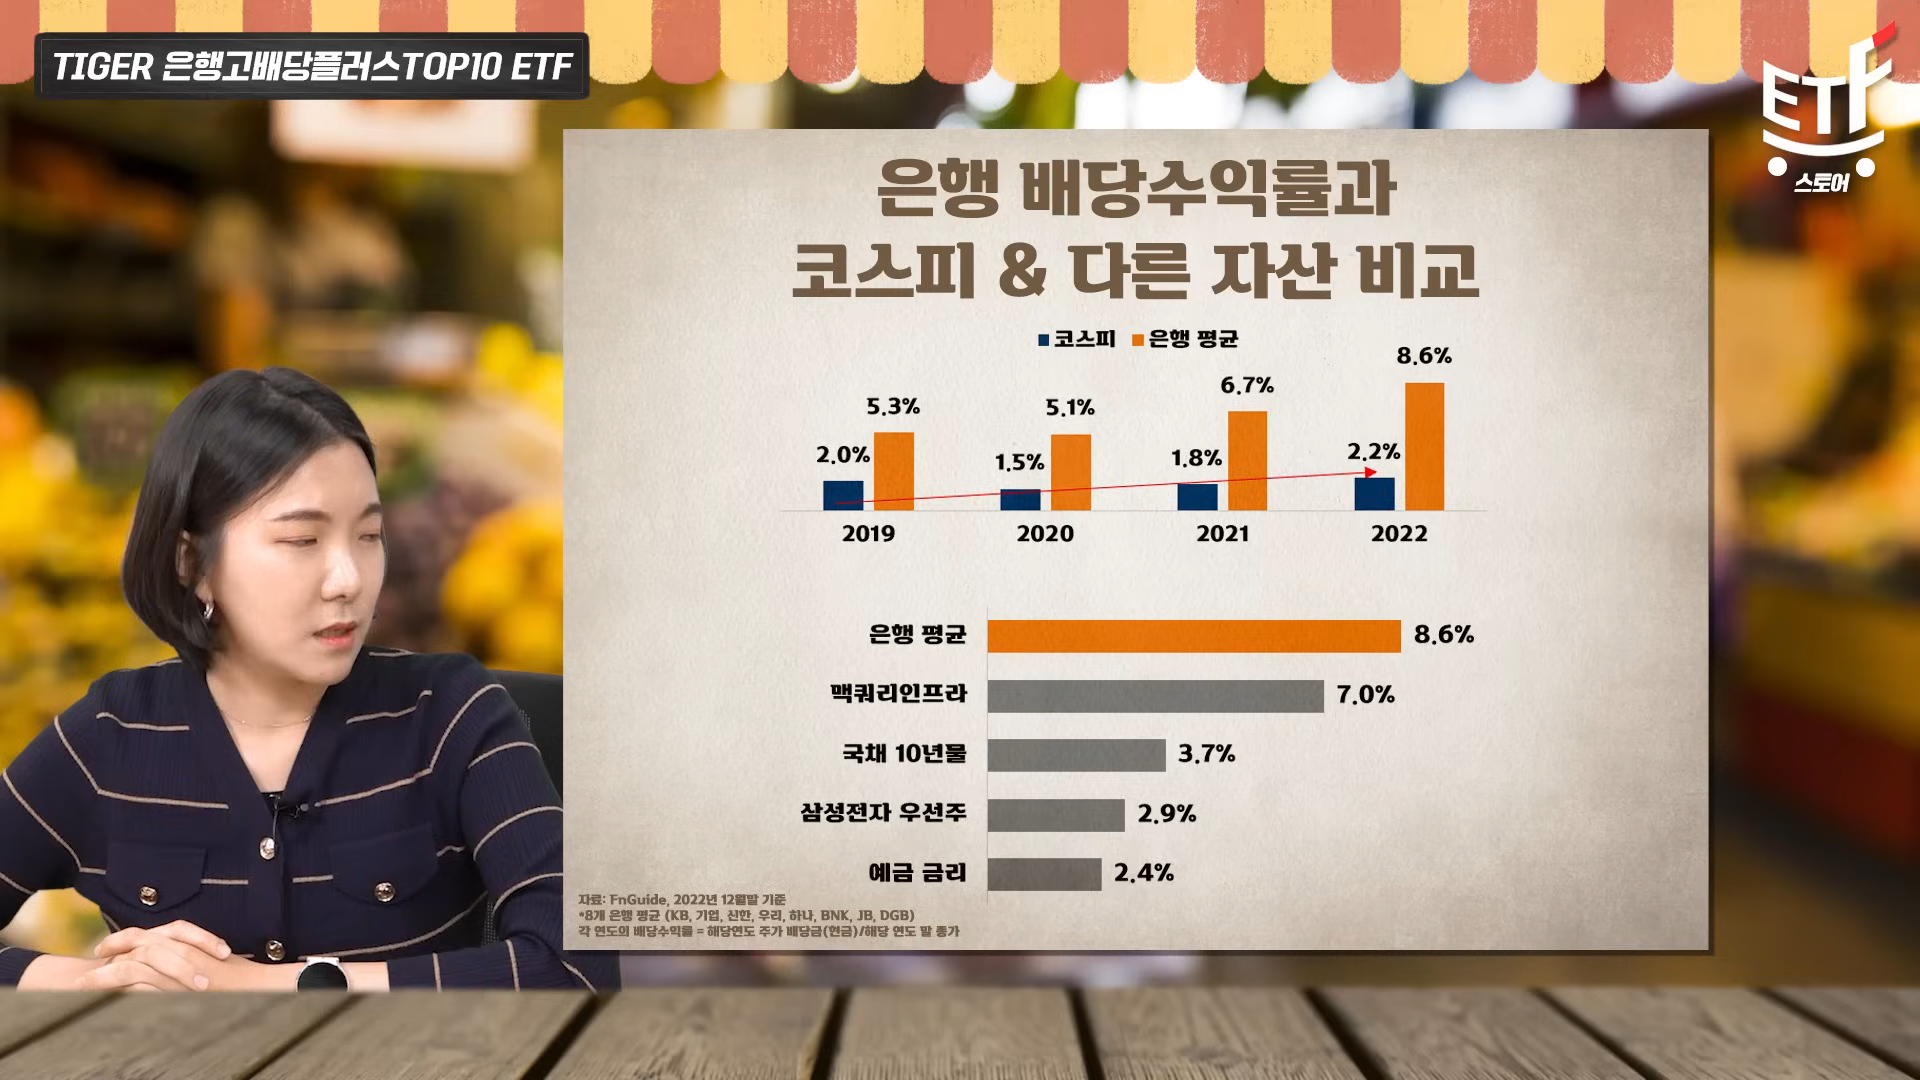 TIGER 은행고배당플러스TOP10 ETF
ETF
스토어
은행 배당수익률과
코스피 & 다른 자산 비교
코스피 은행 평균
2.0% 5.3% 1.5% 5.1% 1.8% 6.7% 2.2% 8.6%
2019 2020 2021 2022
은행 평균 8.6%
맥쿼리인프라 7.0%
국채 10년물 3.7%
삼성전자 우선주 2.9%
예금 금리 2.4%
자료: FnGuide, 2022년 12월말 기준
*8개 은행 평균 (KB, 기업, 신한, 우리, 하나, BNK, JB, DGB)
각 연도의 배당수익률 = 해당연도 주가 배당금(현금)/해당 연도 말 종가